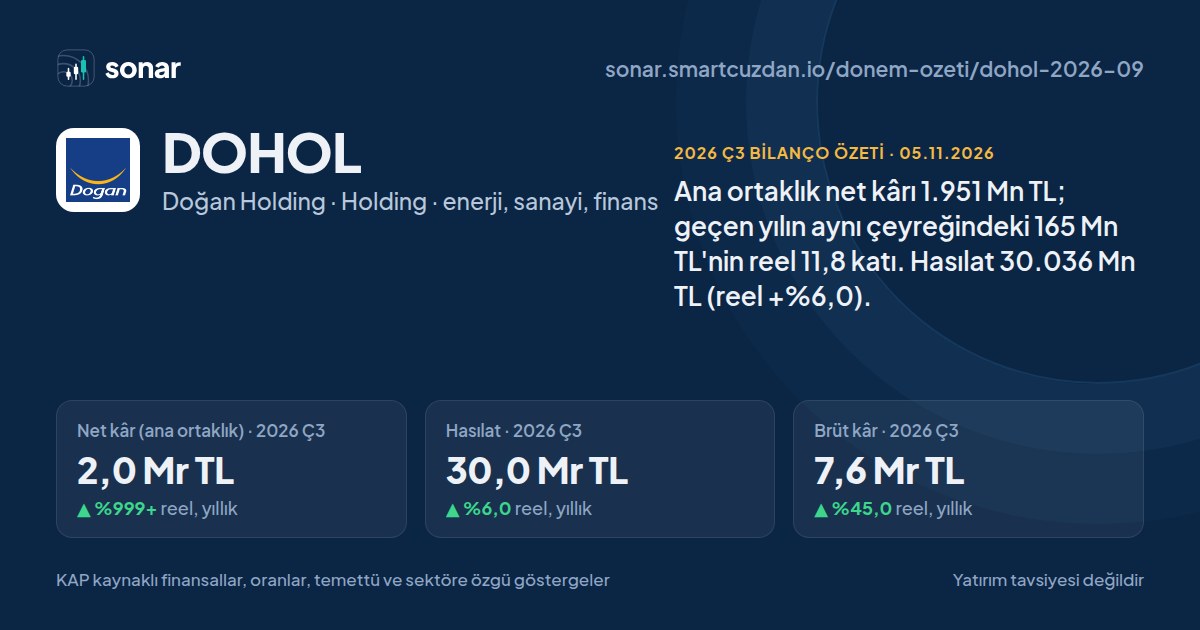 sonar
sonar.smartcuzdan.io/donem-ozeti/dohol-2026-09
Dogan
DOHOL
Doğan Holding · Holding · enerji, sanayi, finans
2026 Ç3 BİLANÇO ÖZETİ · 05.11.2026
Ana ortaklık net kârı 1.951 Mn TL;
geçen yılın aynı çeyreğindeki 165 Mn
TL'nin reel 11,8 katı. Hasılat 30.036 Mn
TL (reel +%6,0).
Net kâr (ana ortaklık) · 2026 Ç3
2,0 Mr TL
▲ %999+ reel, yıllık
Hasılat · 2026 Ç3
30,0 Mr TL
▲ %6,0 reel, yıllık
Brüt kâr · 2026 Ç3
7,6 Mr TL
▲ %45,0 reel, yıllık
KAP kaynaklı finansallar, oranlar, temettü ve sektöre özgü göstergeler
Yatırım tavsiyesi değildir